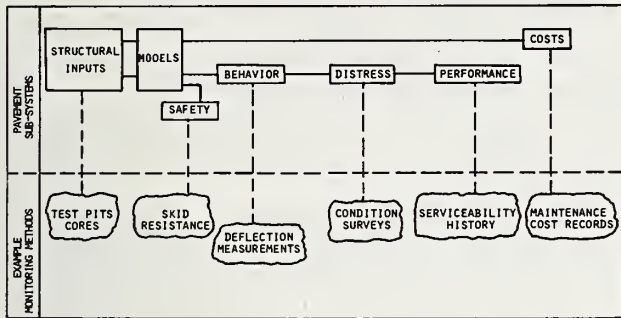 PAVEMENT
SUB-SYSTEMS
STRUCTURAL
INPUTS
MODELS
COSTS
BEHAVIOR
DISTRESS
PERFORMANCE
SAFETY
EXAMPLE
MONITORING METHODS
TEST PITS
CORES
SKID
RESISTANCE
DEFLECTION
MEASUREMENTS
CONDITION
SURVEYS
SERVICEABILITY
HISTORY
MAINTENANCE
COST RECORDS